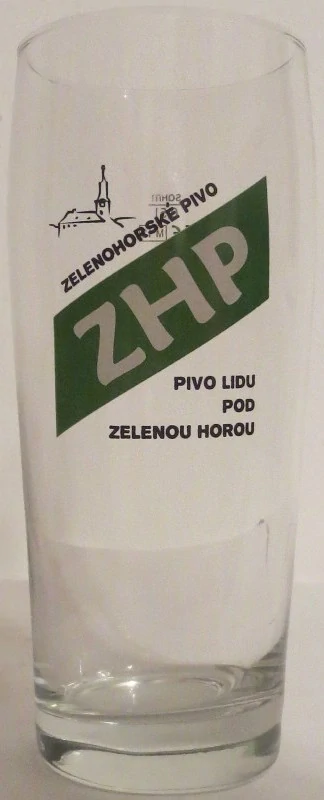 ZELENOHORSKÉ PIVO
ZHP
PIVO LIDU
POD
ZELENOU HOROU